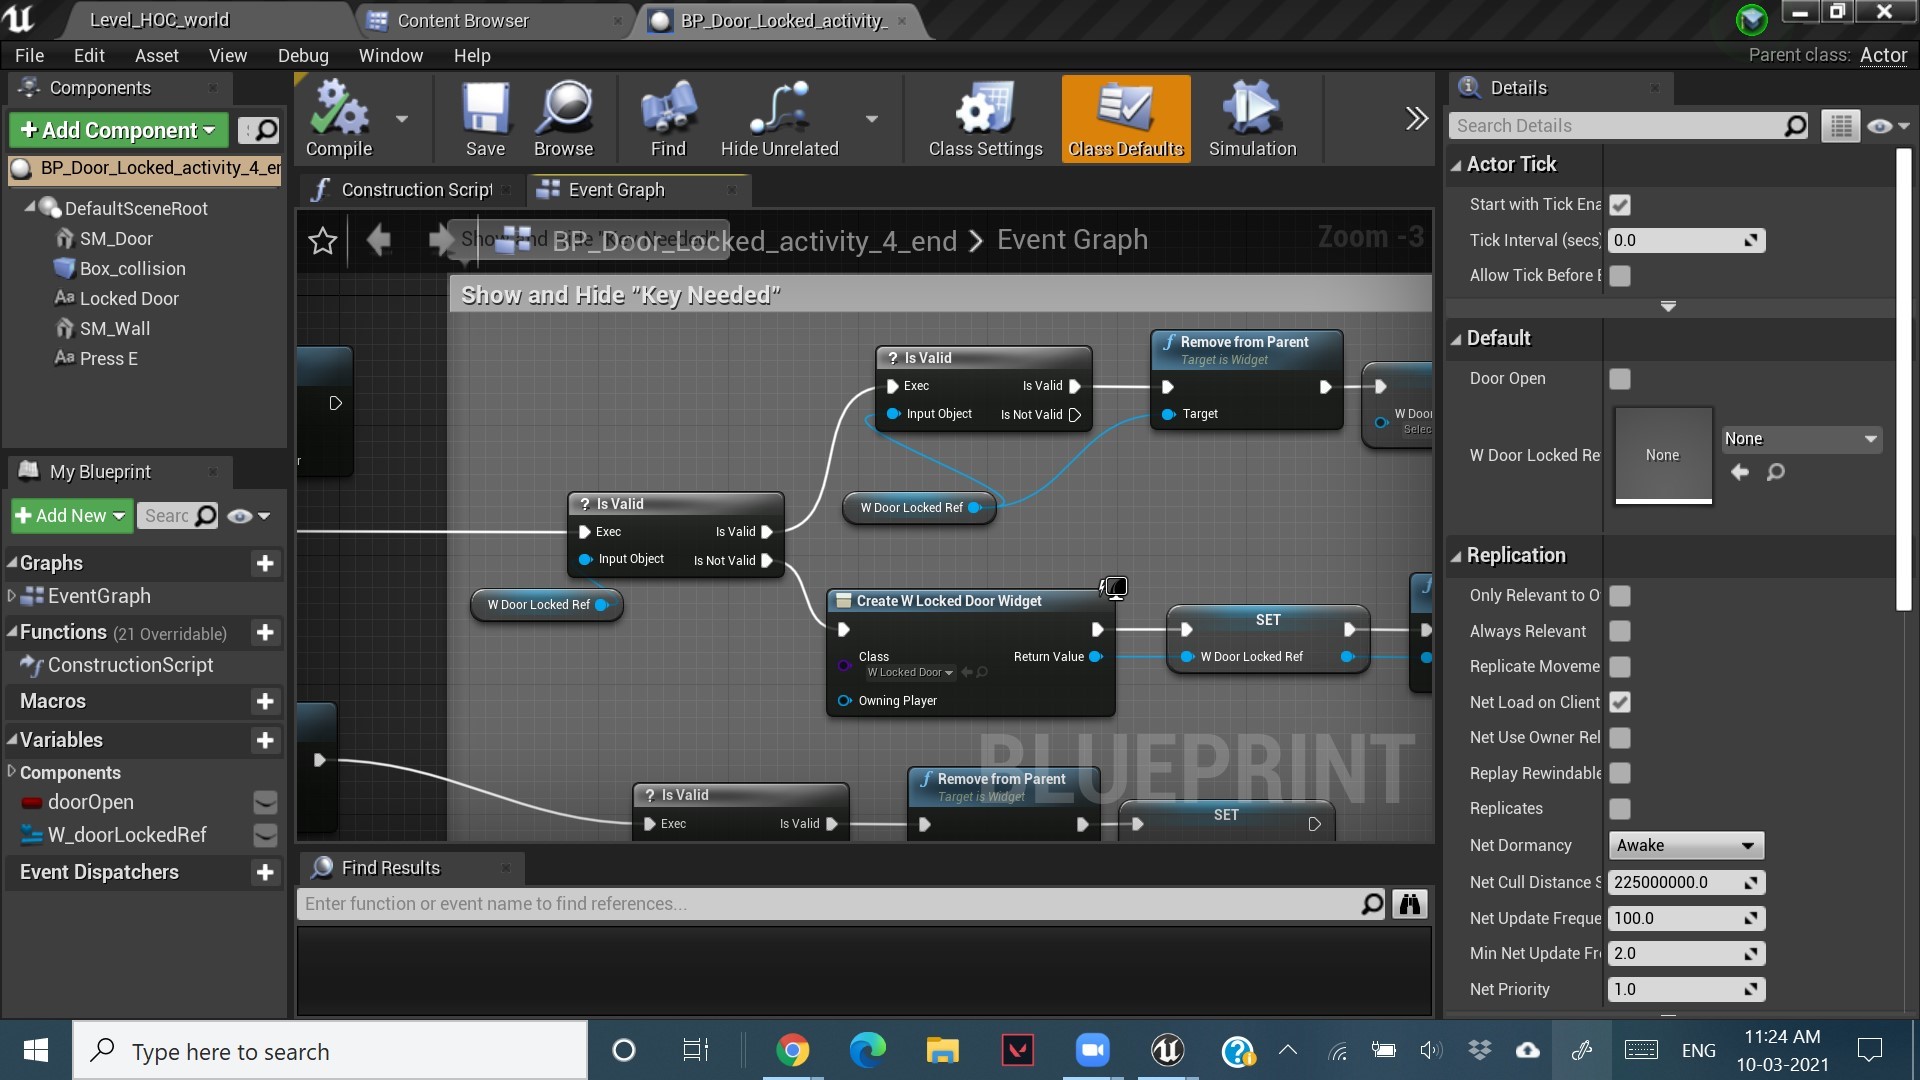 Level_HOC_world
Content Browser
BP_Door_Locked_activity_
File Edit Asset View Debug Window Help
Parent class: Actor
Components
Add Component
BP_Door_Locked_activity_4_er
DefaultSceneRoot
SM_Door
Box_collision
Aa Locked Door
SM_Wall
Aa Press E
My Blueprint
Add New
Searc
Graphs
EventGraph
Functions (21 Overridable)
ConstructionScript
Macros
Variables
Components
doorOpen
W_doorLockedRef
Event Dispatchers
Compile
Save
Browse
Find
Hide Unrelated
Class Settings
Class Defaults
Simulation
Construction Script
Event Graph
BP_Door_Locked_activity_4_end > Event Graph
Zoom -3
Show and Hide "Key Needed"
Show and Hide "Key Needed"
? Is Valid
Exec Is Valid
Input Object Is Not Valid
f Remove from Parent
Target is Widget
Target
W Door
Selec
W Door Locked Ref
? Is Valid
Exec Is Valid
Input Object Is Not Valid
W Door Locked Ref
Create W Locked Door Widget
Class
W Locked Door
Return Value
Owning Player
SET
W Door Locked Ref
f
BLUEPRINT
? Is Valid
Exec Is Valid
f Remove from Parent
Target is Widget
SET
Find Results
Enter function or event name to find references...
Details
Search Details
Actor Tick
Start with Tick Ena
Tick Interval (secs)
0.0
Allow Tick Before B
Default
Door Open
W Door Locked Re
None
None
Replication
Only Relevant to O
Always Relevant
Replicate Moveme
Net Load on Client
Net Use Owner Rel
Replay Rewindable
Replicates
Net Dormancy
Awake
Net Cull Distance S
225000000.0
Net Update Freque
100.0
Min Net Update Fr
2.0
Net Priority
1.0
Type here to search
ENG
11:24 AM
10-03-2021